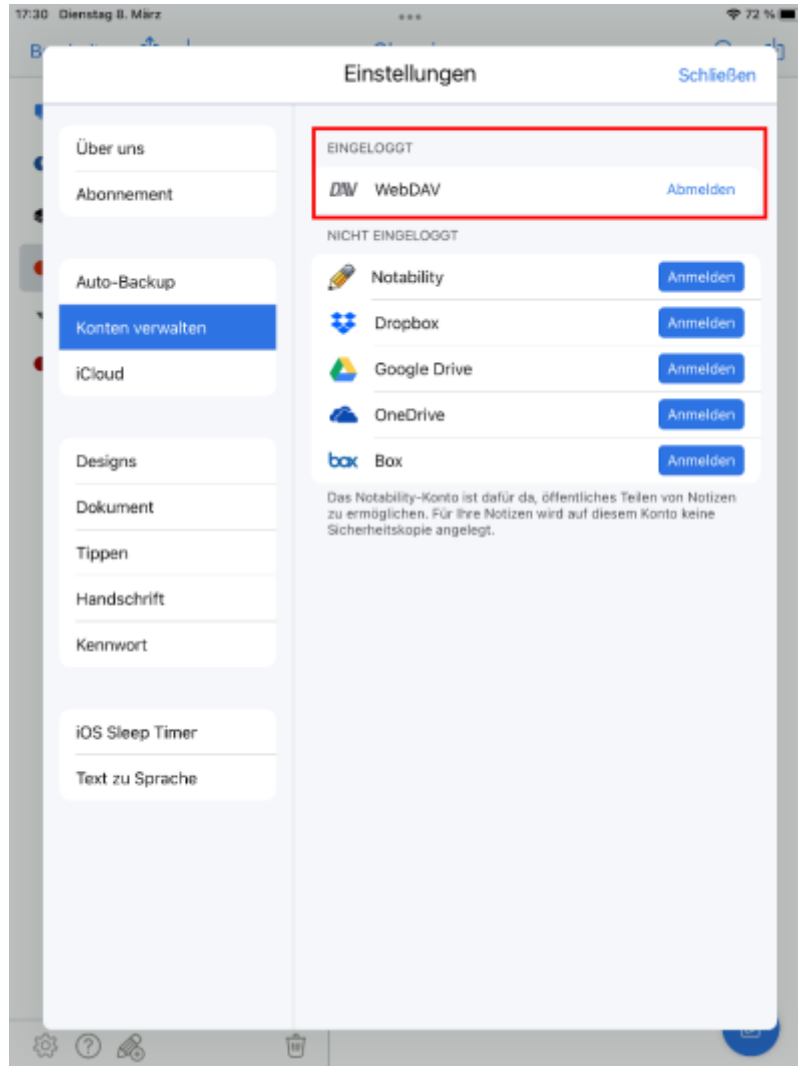 17:30 Dienstag 8. März
72 %
Einstellungen
Schließen
Über uns
Abonnement
Auto-Backup
Konten verwalten
iCloud
Designs
Dokument
Tippen
Handschrift
Kennwort
iOS Sleep Timer
Text zu Sprache
EINGELOGGT
DAV WebDAV Abmelden
NICHT EINGELOGGT
Notability Anmelden
Dropbox Anmelden
Google Drive Anmelden
OneDrive Anmelden
box Box Anmelden
Das Notability-Konto ist dafür da, öffentliches Teilen von Notizen
zu ermöglichen. Für Ihre Notizen wird auf diesem Konto keine
Sicherheitskopie angelegt.